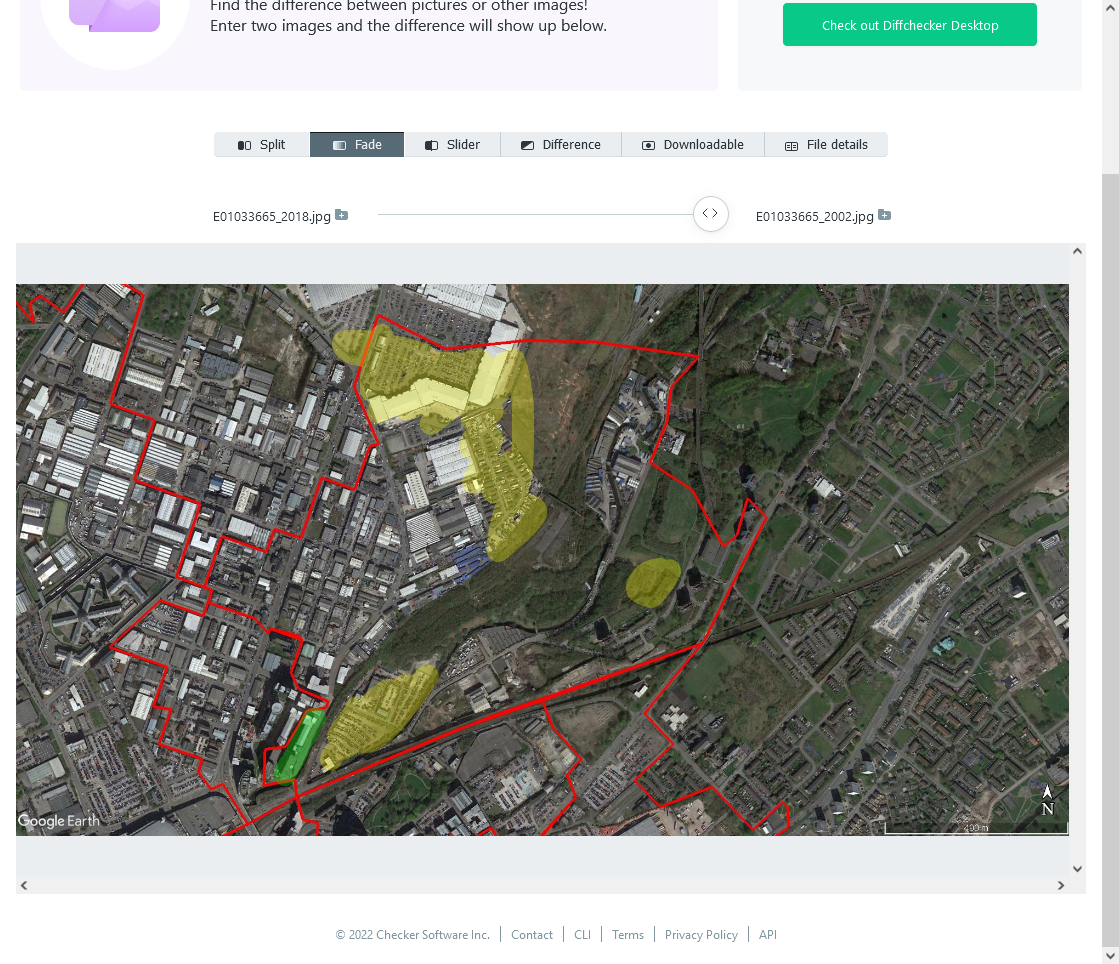 Find the difference between pictures or other images!
Enter two images and the difference will show up below.
Check out Diffchecker Desktop
Split
Fade
Slider
Difference
Downloadable
File details
E01033665_2018.jpg
E01033665_2002.jpg
Google Earth
N
400 m
© 2022 Checker Software Inc.
Contact
CLI
Terms
Privacy Policy
API